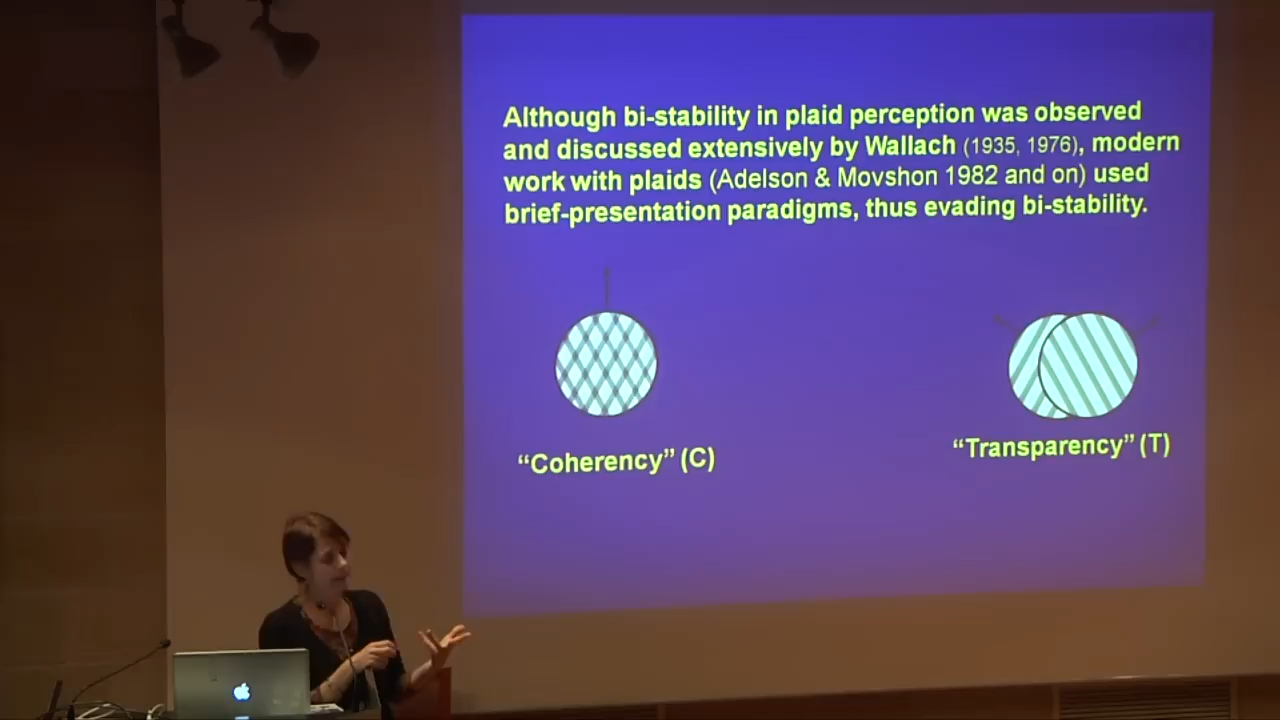 Although bi-stability in plaid perception was observed
and discussed extensively by Wallach (1935, 1976), modern
work with plaids (Adelson & Movshon 1982 and on) used
brief-presentation paradigms, thus evading bi-stability.
“Coherency” (C)
“Transparency” (T)